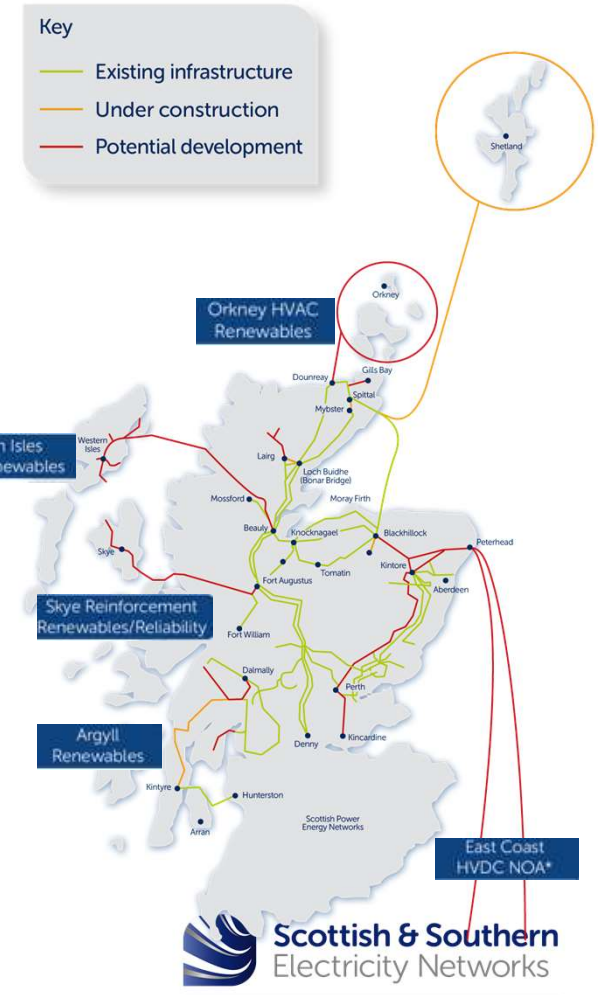 Key
Existing infrastructure
Under construction
Potential development
Shetland
Orkney
Orkney HVAC
Renewables
Dounreay
Gills Bay
Spittal
Mybster
Western
Isles
n Isles
newables
Lairg
Loch Buidhe
(Bonar Bridge)
Mossford
Moray Firth
Beauly
Knocknagael
Blackhillock
Peterhead
Skye
Tomatin
Kintore
Fort Augustus
Aberdeen
Skye Reinforcement
Renewables/Reliability
Fort William
Dalmally
Perth
Argyll
Renewables
Denny
Kincardine
Kintyre
Hunterston
Arran
Scottish Power
Energy Networks
East Coast
HVDC NOA*
Scottish & Southern
Electricity Networks